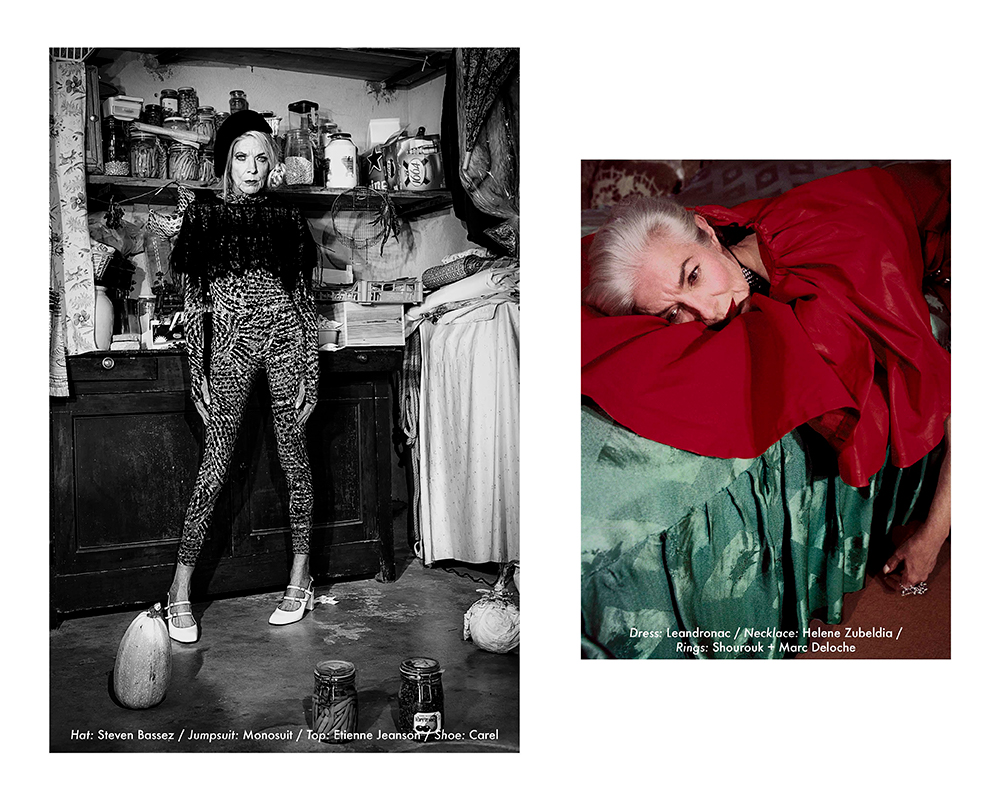 Hat: Steven Bassez / Jumpsuit: Monosuit / Top: Etienne Jeanson / Shoe: Carel
Dress: Leandronac / Necklace: Helene Zubeldia /
Rings: Shourouk + Marc Deloche